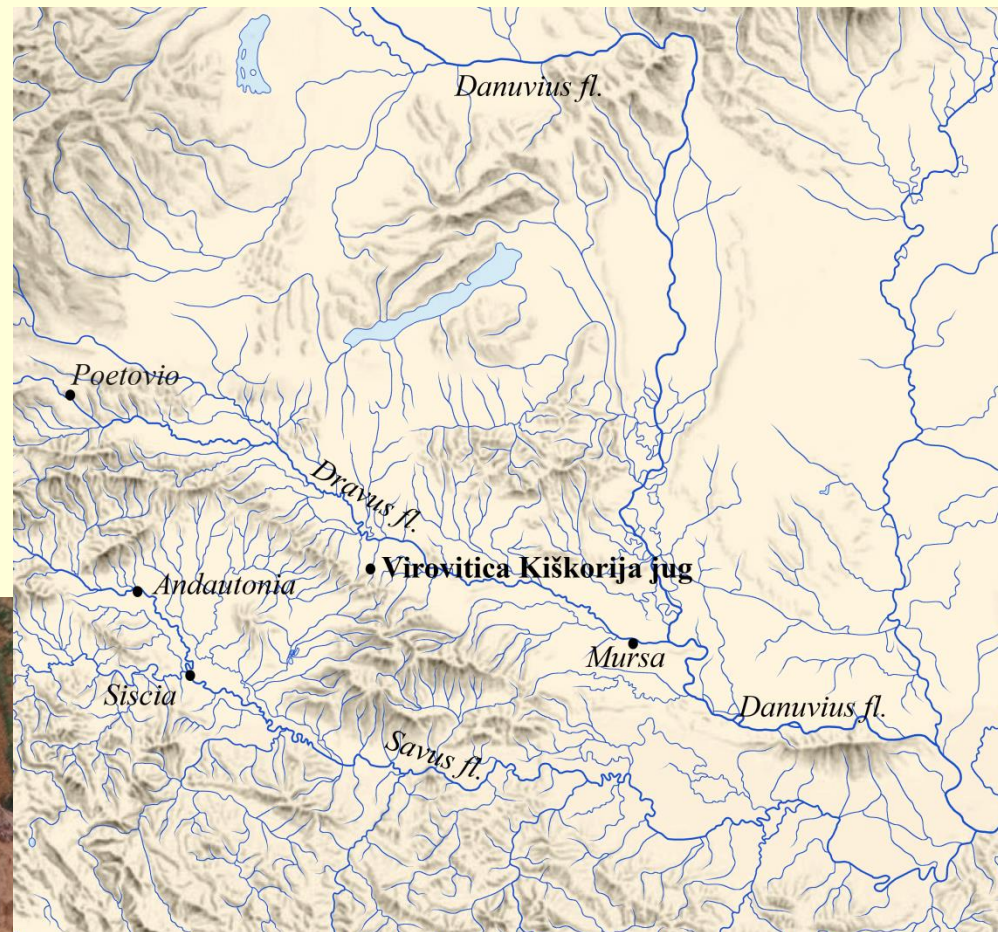 Danuvius fl.
Poetovio
Dravus fl.
Virovitica Kiškorija jug
Andautonia
Mursa
Siscia
Danuvius fl.
Savus fl.